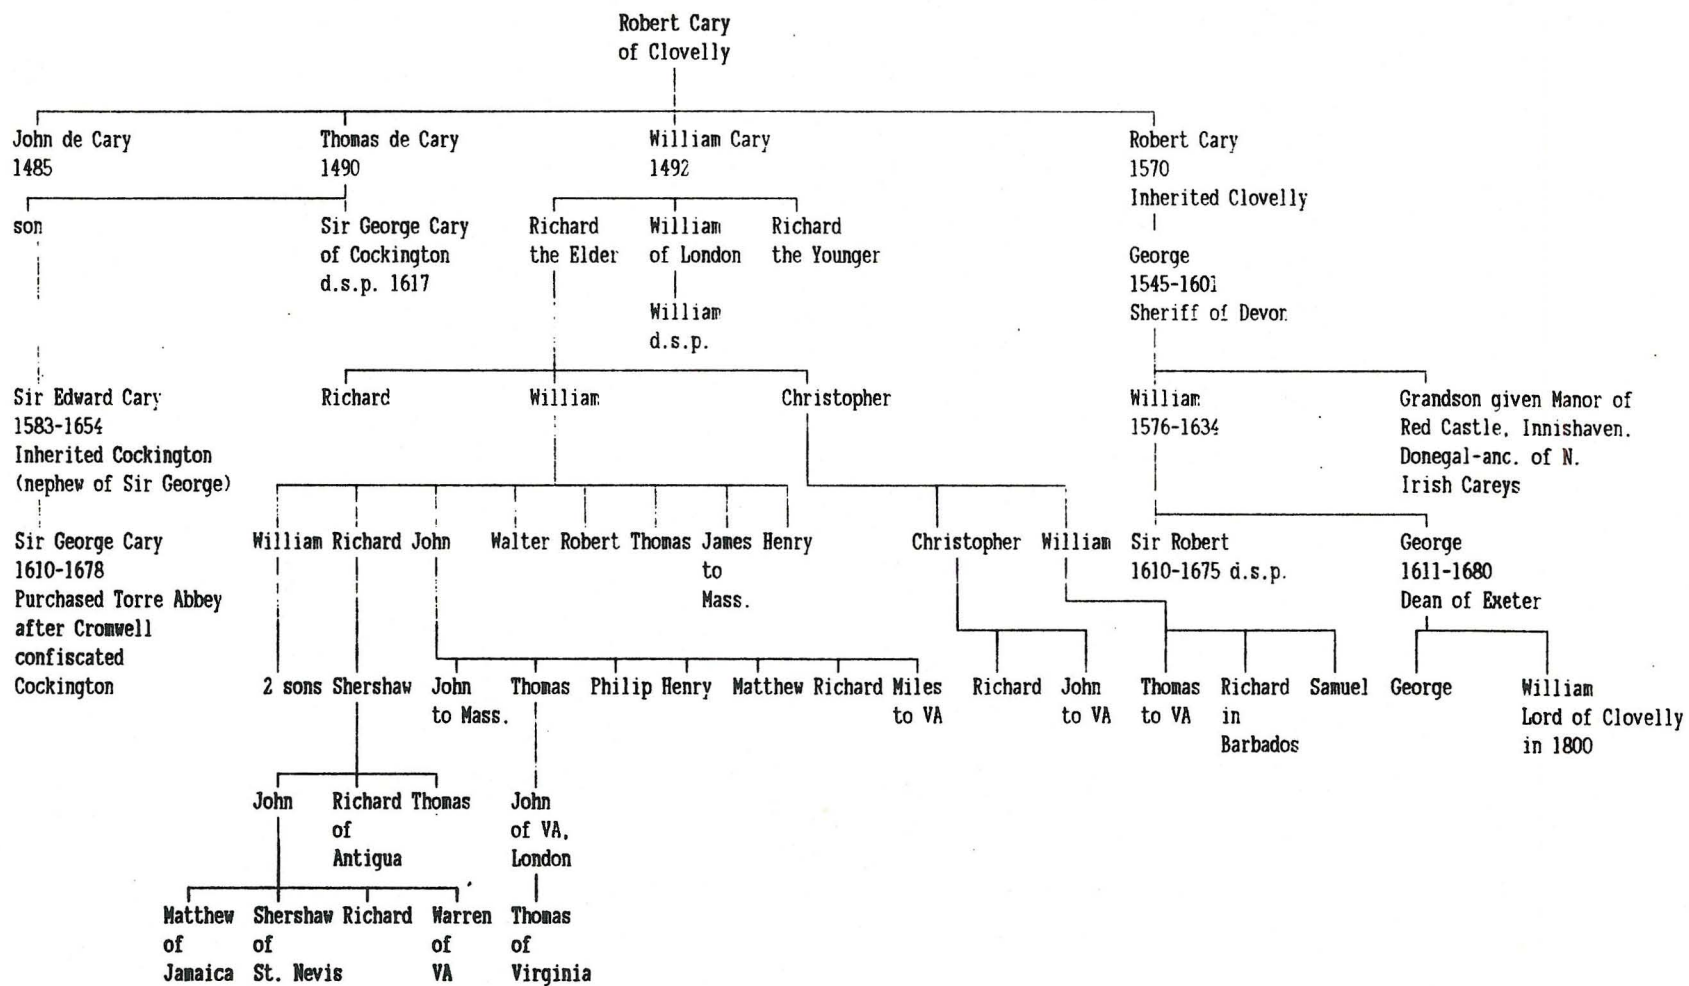 Robert Cary
of Clovelly
John de Cary
1485
Thomas de Cary
1490
William Cary
1492
Robert Cary
1570
Inherited Clovelly
son
Sir George Cary
of Cockington
d.s.p. 1617
Richard
the Elder
William
of London
Richard
the Younger
George
1545-1601
Sheriff of Devon
William
d.s.p.
Sir Edward Cary
1583-1654
Inherited Cockington
(nephew of Sir George)
Richard
William
Christopher
William
1576-1634
Grandson given Manor of
Red Castle, Innishaven.
Donegal-anc. of N.
Irish Careys
Sir George Cary
1610-1678
Purchased Torre Abbey
after Cromwell
confiscated
Cockington
William
Richard
John
Walter
Robert
Thomas
James
to
Mass.
Henry
Christopher
William
Sir Robert
1610-1675 d.s.p.
George
1611-1680
Dean of Exeter
2 sons
Shershaw
John
to Mass.
Thomas
Philip
Henry
Matthew
Richard
Miles
to VA
Richard
John
to VA
Thomas
to VA
Richard
in
Barbados
Samuel
George
William
Lord of Clovelly
in 1800
John
Richard
of
Antigua
Thomas
John
of VA,
London
Matthew
of
Jamaica
Shershaw
of
St. Nevis
Richard
Warren
of
VA
Thomas
of
Virginia